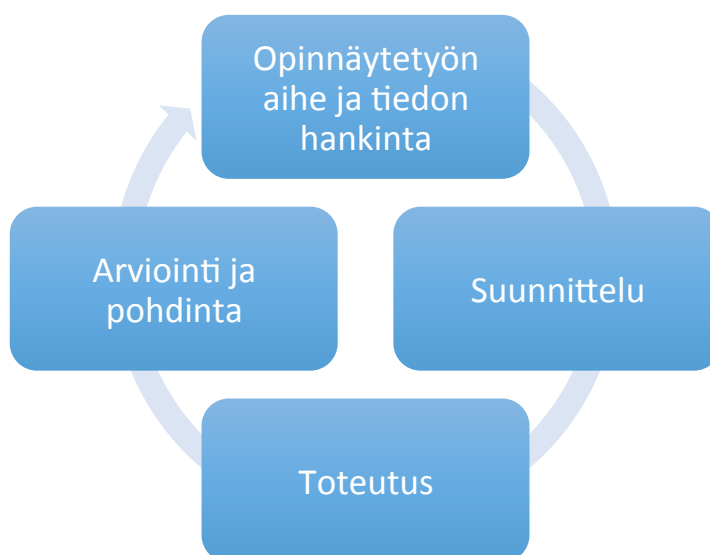 Opinnäytetyön
aihe ja tiedon
hankinta
Suunnittelu
Toteutus
Arviointi ja
pohdinta